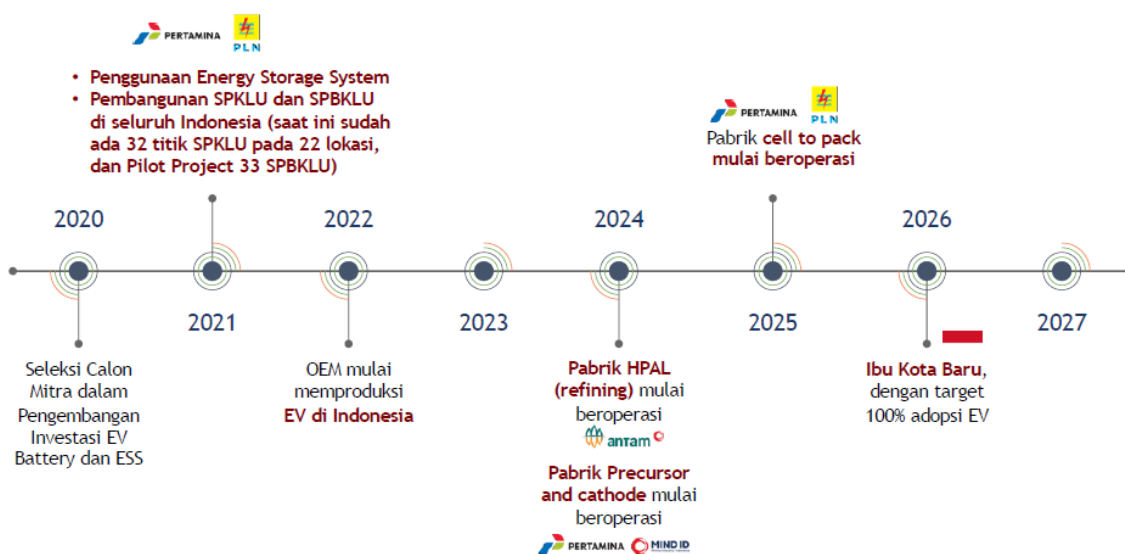 PERTAMINA
PLN
• Penggunaan Energy Storage System
• Pembangunan SPKLU dan SPBKLU
di seluruh Indonesia (saat ini sudah
ada 32 titik SPKLU pada 22 lokasi,
dan Pilot Project 33 SPBKLU)
PERTAMINA
PLN
Pabrik cell to pack
mulai beroperasi
2020
2022
2024
2026
2021
2023
2025
2027
Seleksi Calon
Mitra dalam
Pengembangan
Investasi EV
Battery dan ESS
OEM mulai
memproduksi
EV di Indonesia
Pabrik HPAL
(refining) mulai
beroperasi
antam
Pabrik Precursor
and cathode mulai
beroperasi
PERTAMINA
MIND ID
Ibu Kota Baru,
dengan target
100% adopsi EV